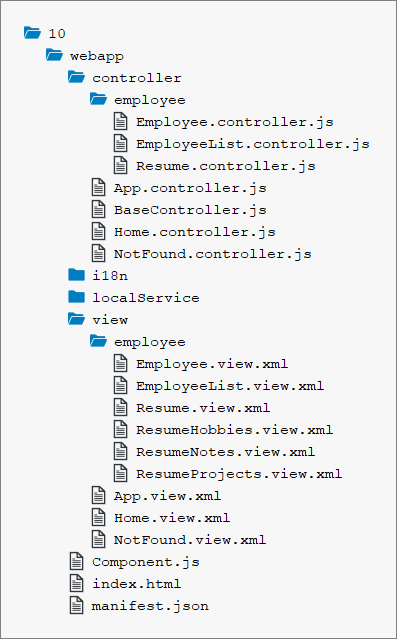 10
webapp
controller
employee
Employee.controller.js
EmployeeList.controller.js
Resume.controller.js
App.controller.js
BaseController.js
Home.controller.js
NotFound.controller.js
i18n
localService
view
employee
Employee.view.xml
EmployeeList.view.xml
Resume.view.xml
ResumeHobbies.view.xml
ResumeNotes.view.xml
ResumeProjects.view.xml
App.view.xml
Home.view.xml
NotFound.view.xml
Component.js
index.html
manifest.json